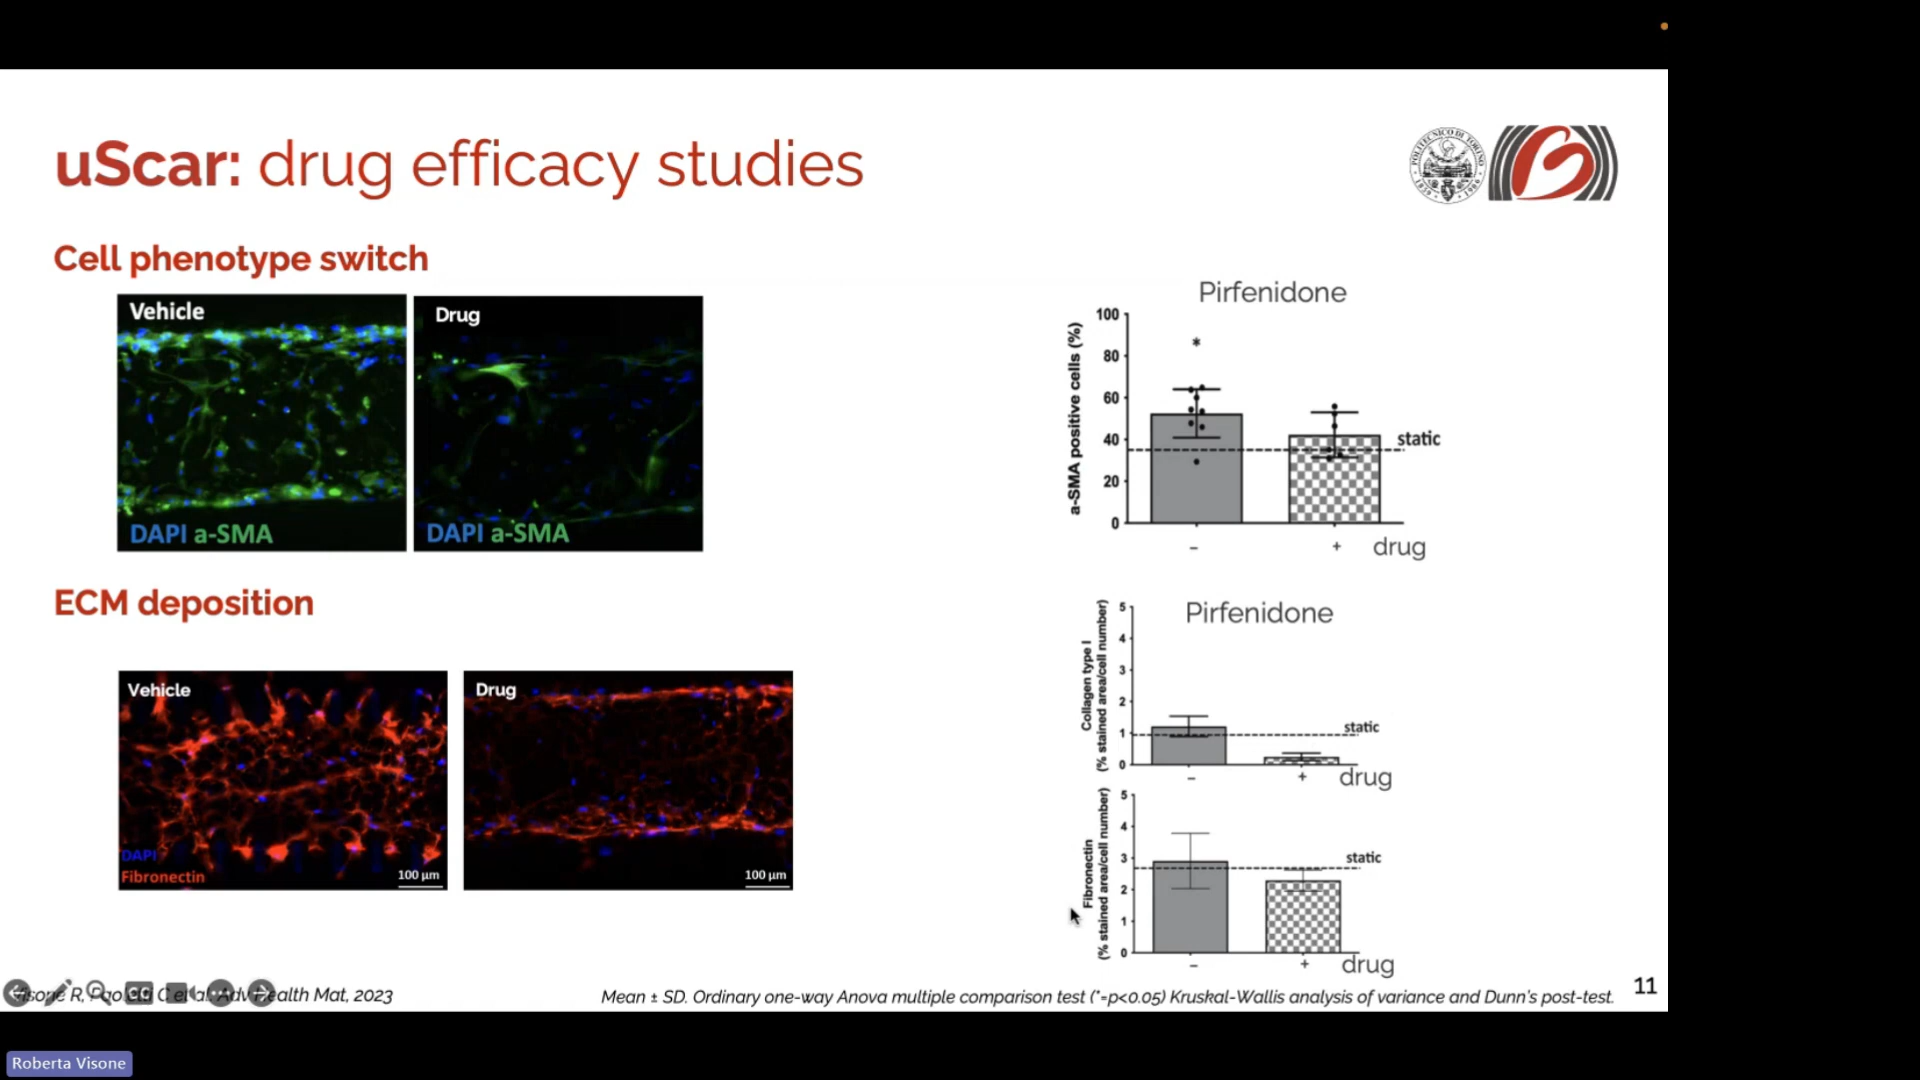 uScar: drug efficacy studies
Cell phenotype switch
Vehicle
DAPI a-SMA
Drug
DAPI a-SMA
Pirfenidone
a-SMA positive cells (%)
100
80
60
40
20
0
*
static
- + drug
ECM deposition
Vehicle
DAPI
Fibronectin
100 µm
Drug
100 µm
Pirfenidone
Collagen type I
(% stained area/cell number)
5
4
3
2
1
0
static
- + drug
Fibronectin
(% stained area/cell number)
5
4
3
2
1
0
static
- + drug
R, C et al Adv Health Mat, 2023
Mean ± SD. Ordinary one-way Anova multiple comparison test (*=p<0.05) Kruskal-Wallis analysis of variance and Dunn's post-test.
11
Roberta Visone